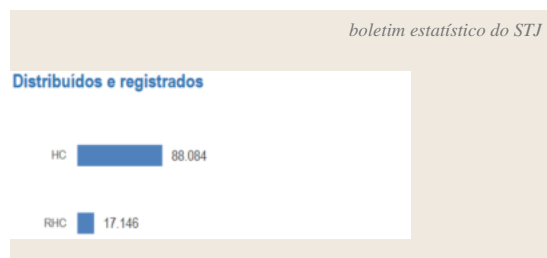 boletim estatístico do STJ
Distribuídos e registrados
HC 88.084
RHC 17.146